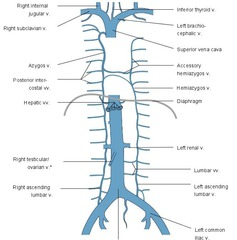 Right internal
jugular v.
Right subclavian v.
Azygos v.
Posterior inter-
costal vv.
Hepatic vv.
Right testicular/
ovarian v.*
Right ascending
lumbar v.
Inferior thyroid v.
Left brachio-
cephalic v.
Superior vena cava
Accessory
hemiazygos v.
Hemiazygos v.
Diaphragm
Left renal v.
Lumbar vv.
Left ascending
lumbar v.
Left common
iliac v.